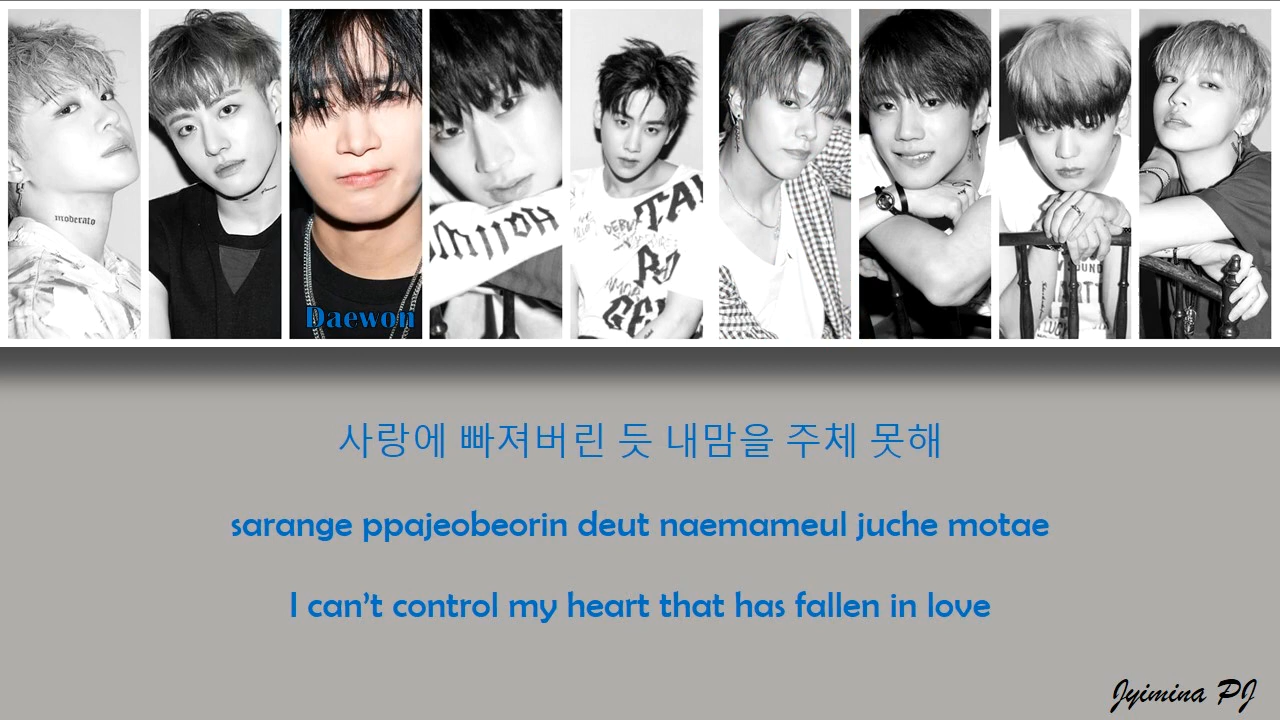 moderato
Daewon
사랑에 빠져버린 듯 내맘을 주체 못해
sarange ppajeobeorin deut naemameul juche motae
I can’t control my heart that has fallen in love
Jyimina PJ